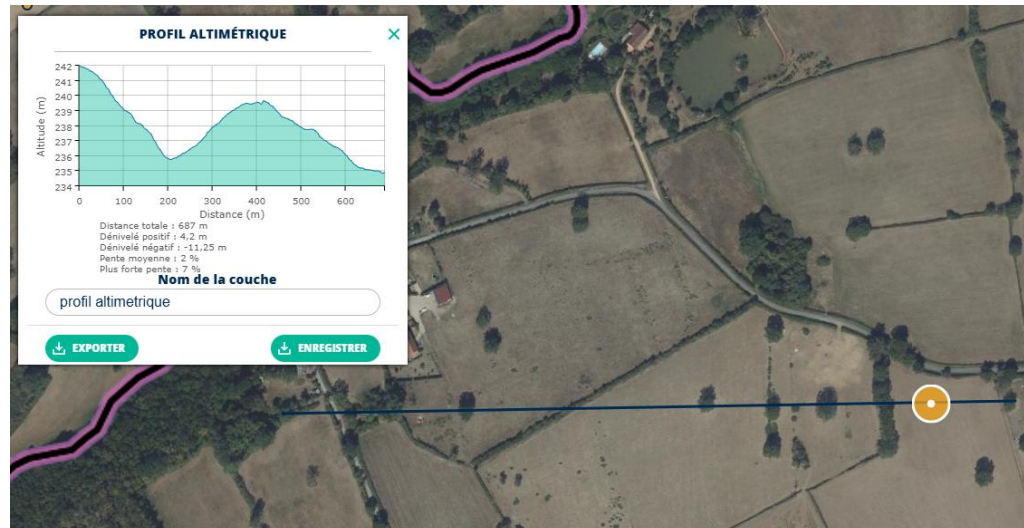 PROFIL ALTIMÉTRIQUE
242
241
240
239
238
237
236
235
234
Altitude (m)
0 100 200 300 400 500 600
Distance (m)
Distance totale : 687 m
Dénivelé positif : 4,2 m
Dénivelé négatif : -11,25 m
Pente moyenne : 2 %
Plus forte pente : 7 %
Nom de la couche
profil altimetrique
EXPORTER
ENREGISTRER